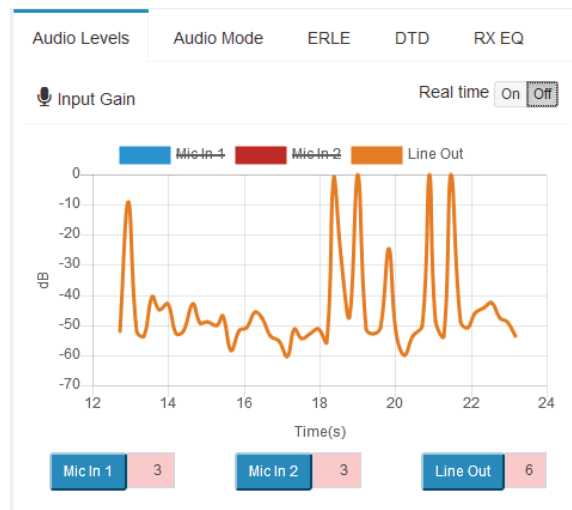 Audio Levels Audio Mode ERLE DTD RX EQ
Input Gain Real time On Off
Mic In 1 Mic In 2 Line Out
0
-10
-20
-30
-40
-50
-60
-70
dB
12 14 16 18 20 22 24
Time(s)
Mic In 1 3 Mic In 2 3 Line Out 6